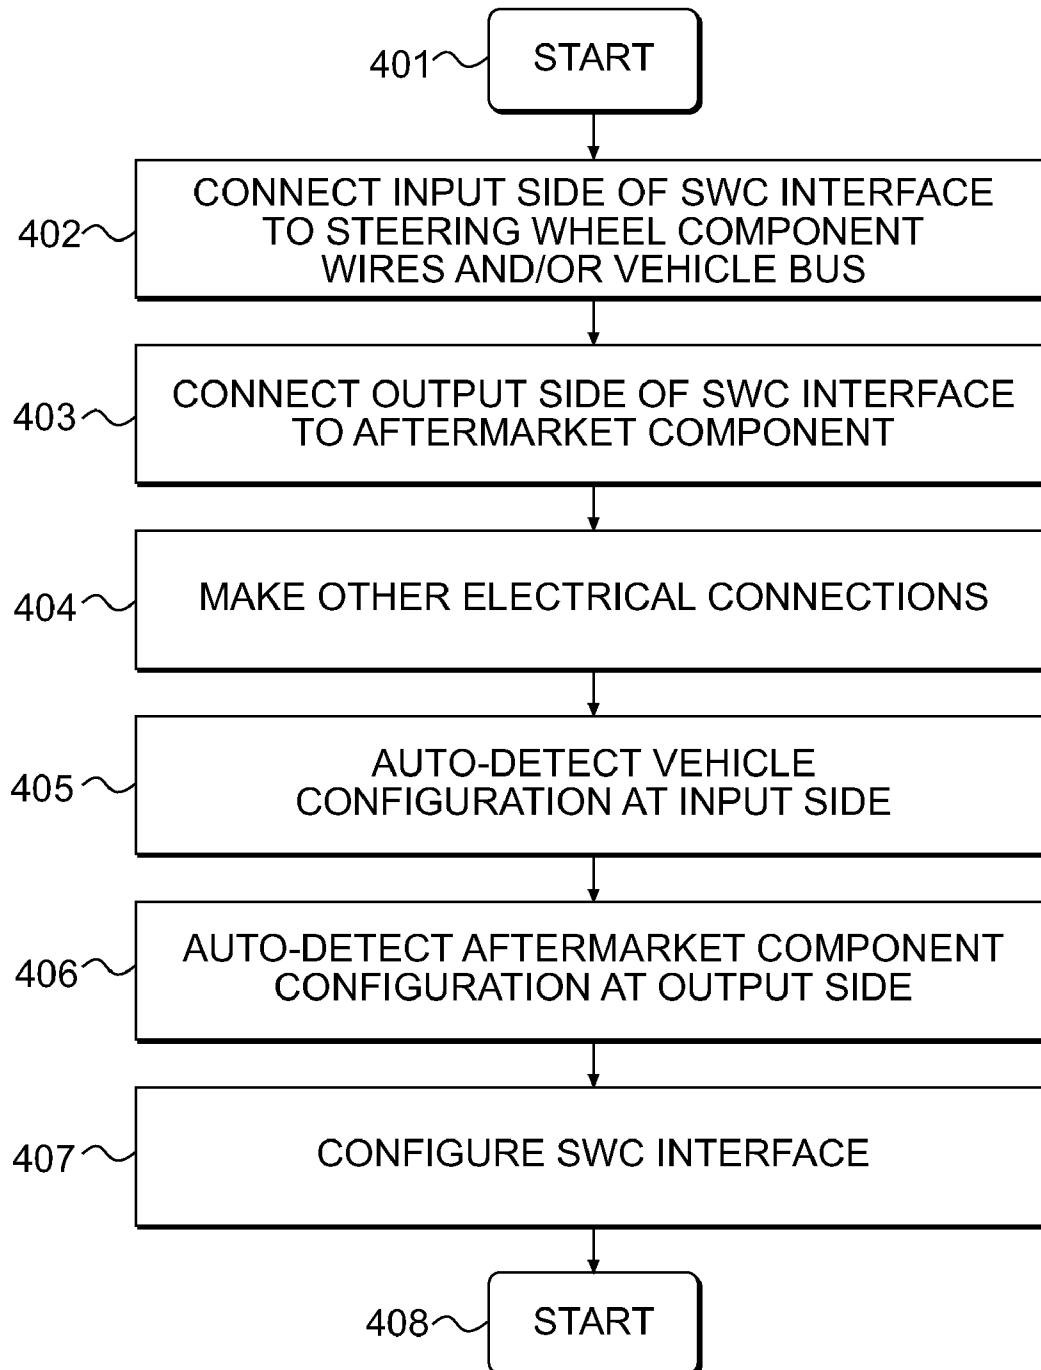 401
START
402
CONNECT INPUT SIDE OF SWC INTERFACE
TO STEERING WHEEL COMPONENT
WIRES AND/OR VEHICLE BUS
403
CONNECT OUTPUT SIDE OF SWC INTERFACE
TO AFTERMARKET COMPONENT
404
MAKE OTHER ELECTRICAL CONNECTIONS
405
AUTO-DETECT VEHICLE
CONFIGURATION AT INPUT SIDE
406
AUTO-DETECT AFTERMARKET COMPONENT
CONFIGURATION AT OUTPUT SIDE
407
CONFIGURE SWC INTERFACE
408
START